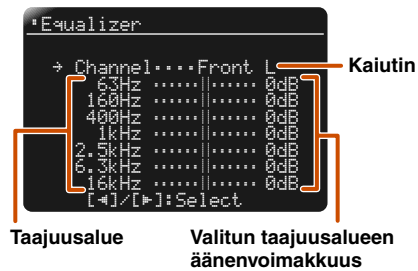 •Equalizer
→ Channel····Front L
Kaiutin
63Hz ······||······ 0dB
160Hz ······||······ 0dB
400Hz ······||······ 0dB
1kHz ······||······ 0dB
2.5kHz ······||······ 0dB
6.3kHz ······||······ 0dB
16kHz ······||······ 0dB
[◄]/[►]:Select
Taajuusalue
Valitun taajuusalueen
äänenvoimakkuus